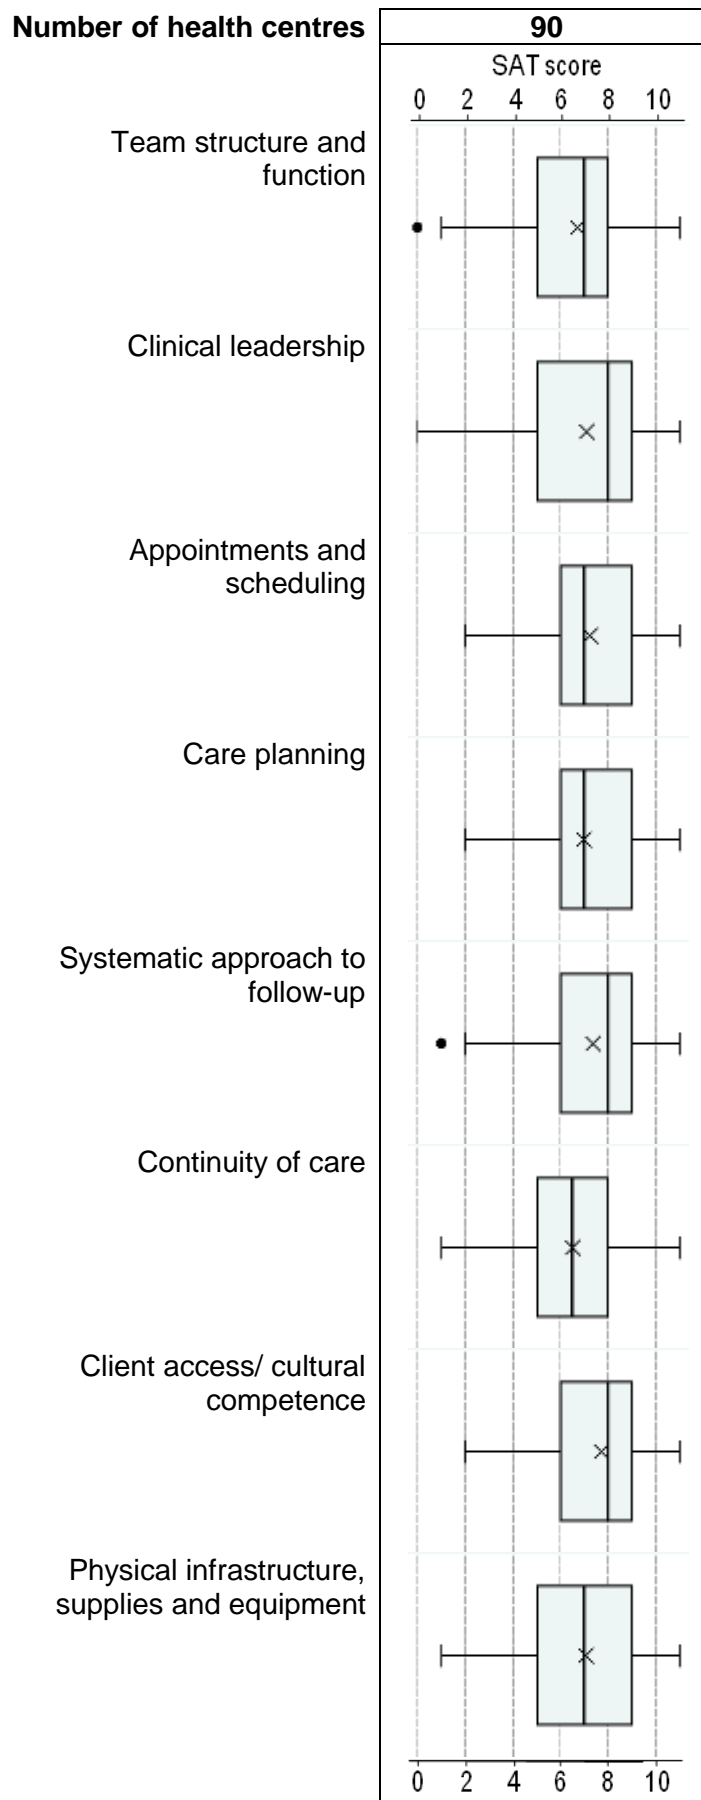 Number of health centres 90
SAT score
0 2 4 6 8 10
Team structure and
function
Clinical leadership
Appointments and
scheduling
Care planning
Systematic approach to
follow-up
Continuity of care
Client access/ cultural
competence
Physical infrastructure,
supplies and equipment
0 2 4 6 8 10